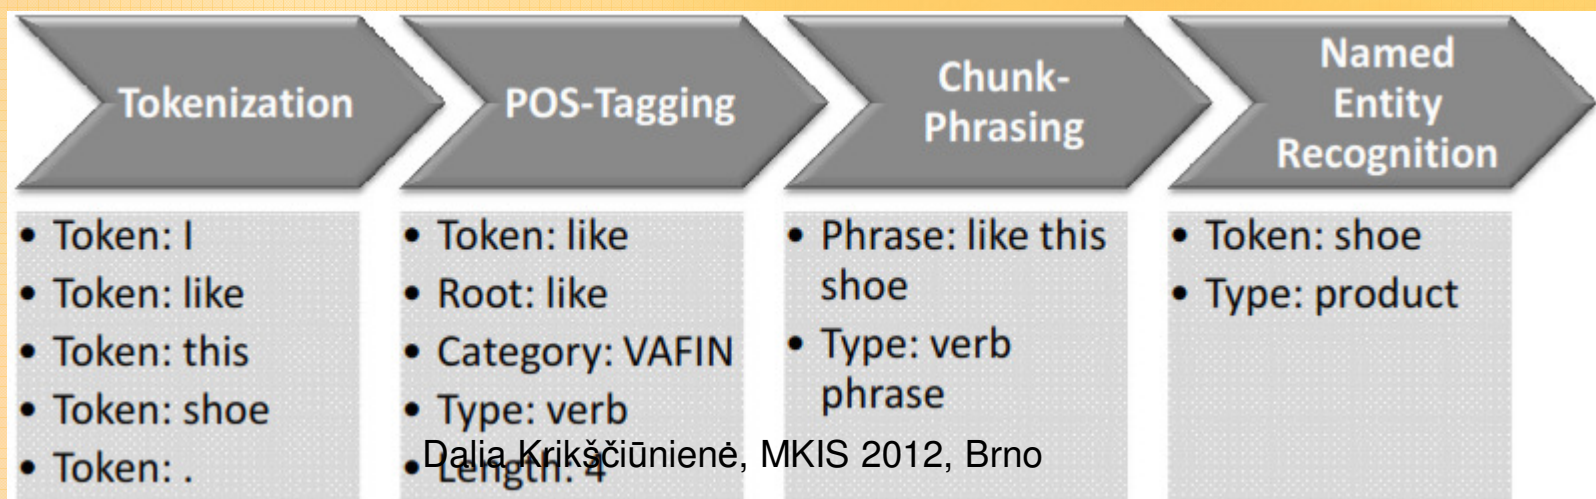 Tokenization
• Token: I
• Token: like
• Token: this
• Token: shoe
• Token: .
POS-Tagging
• Token: like
• Root: like
• Category: VAFIN
• Type: verb
• Length: 4
Chunk-
Phrasing
• Phrase: like this
shoe
• Type: verb
phrase
Named
Entity
Recognition
• Token: shoe
• Type: product
Dalia Krikščiūnienė, MKIS 2012, Brno